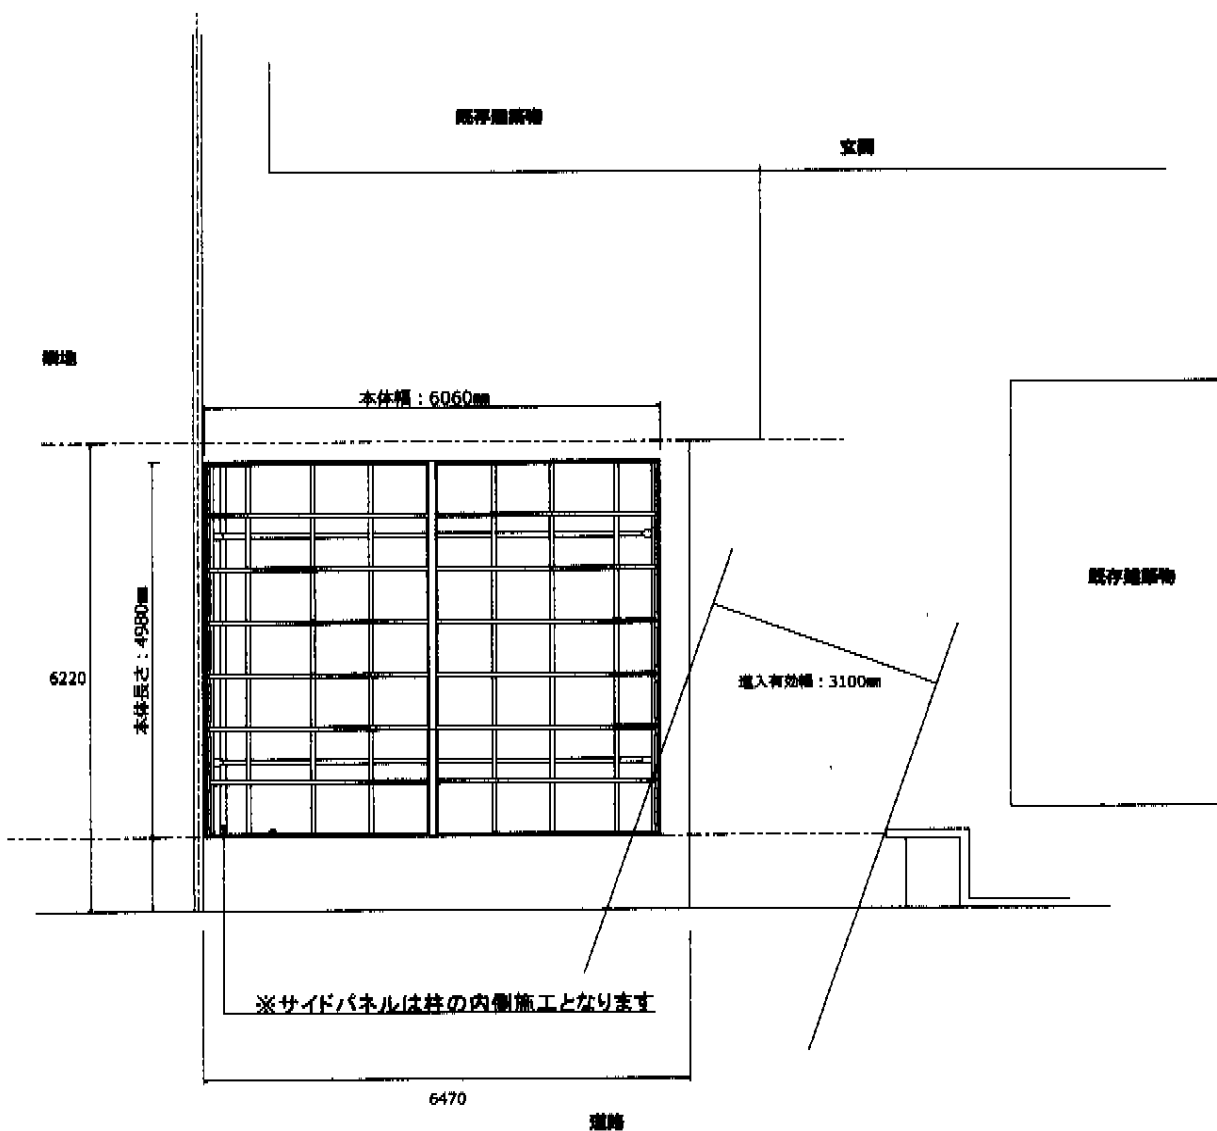 既存建築物
玄関
隣地
本体幅：6060㎜
本体長さ：4980㎜
6220
既存建築物
進入有効幅：3100㎜
※サイドパネルは柱の内側施工となります
6470
道路